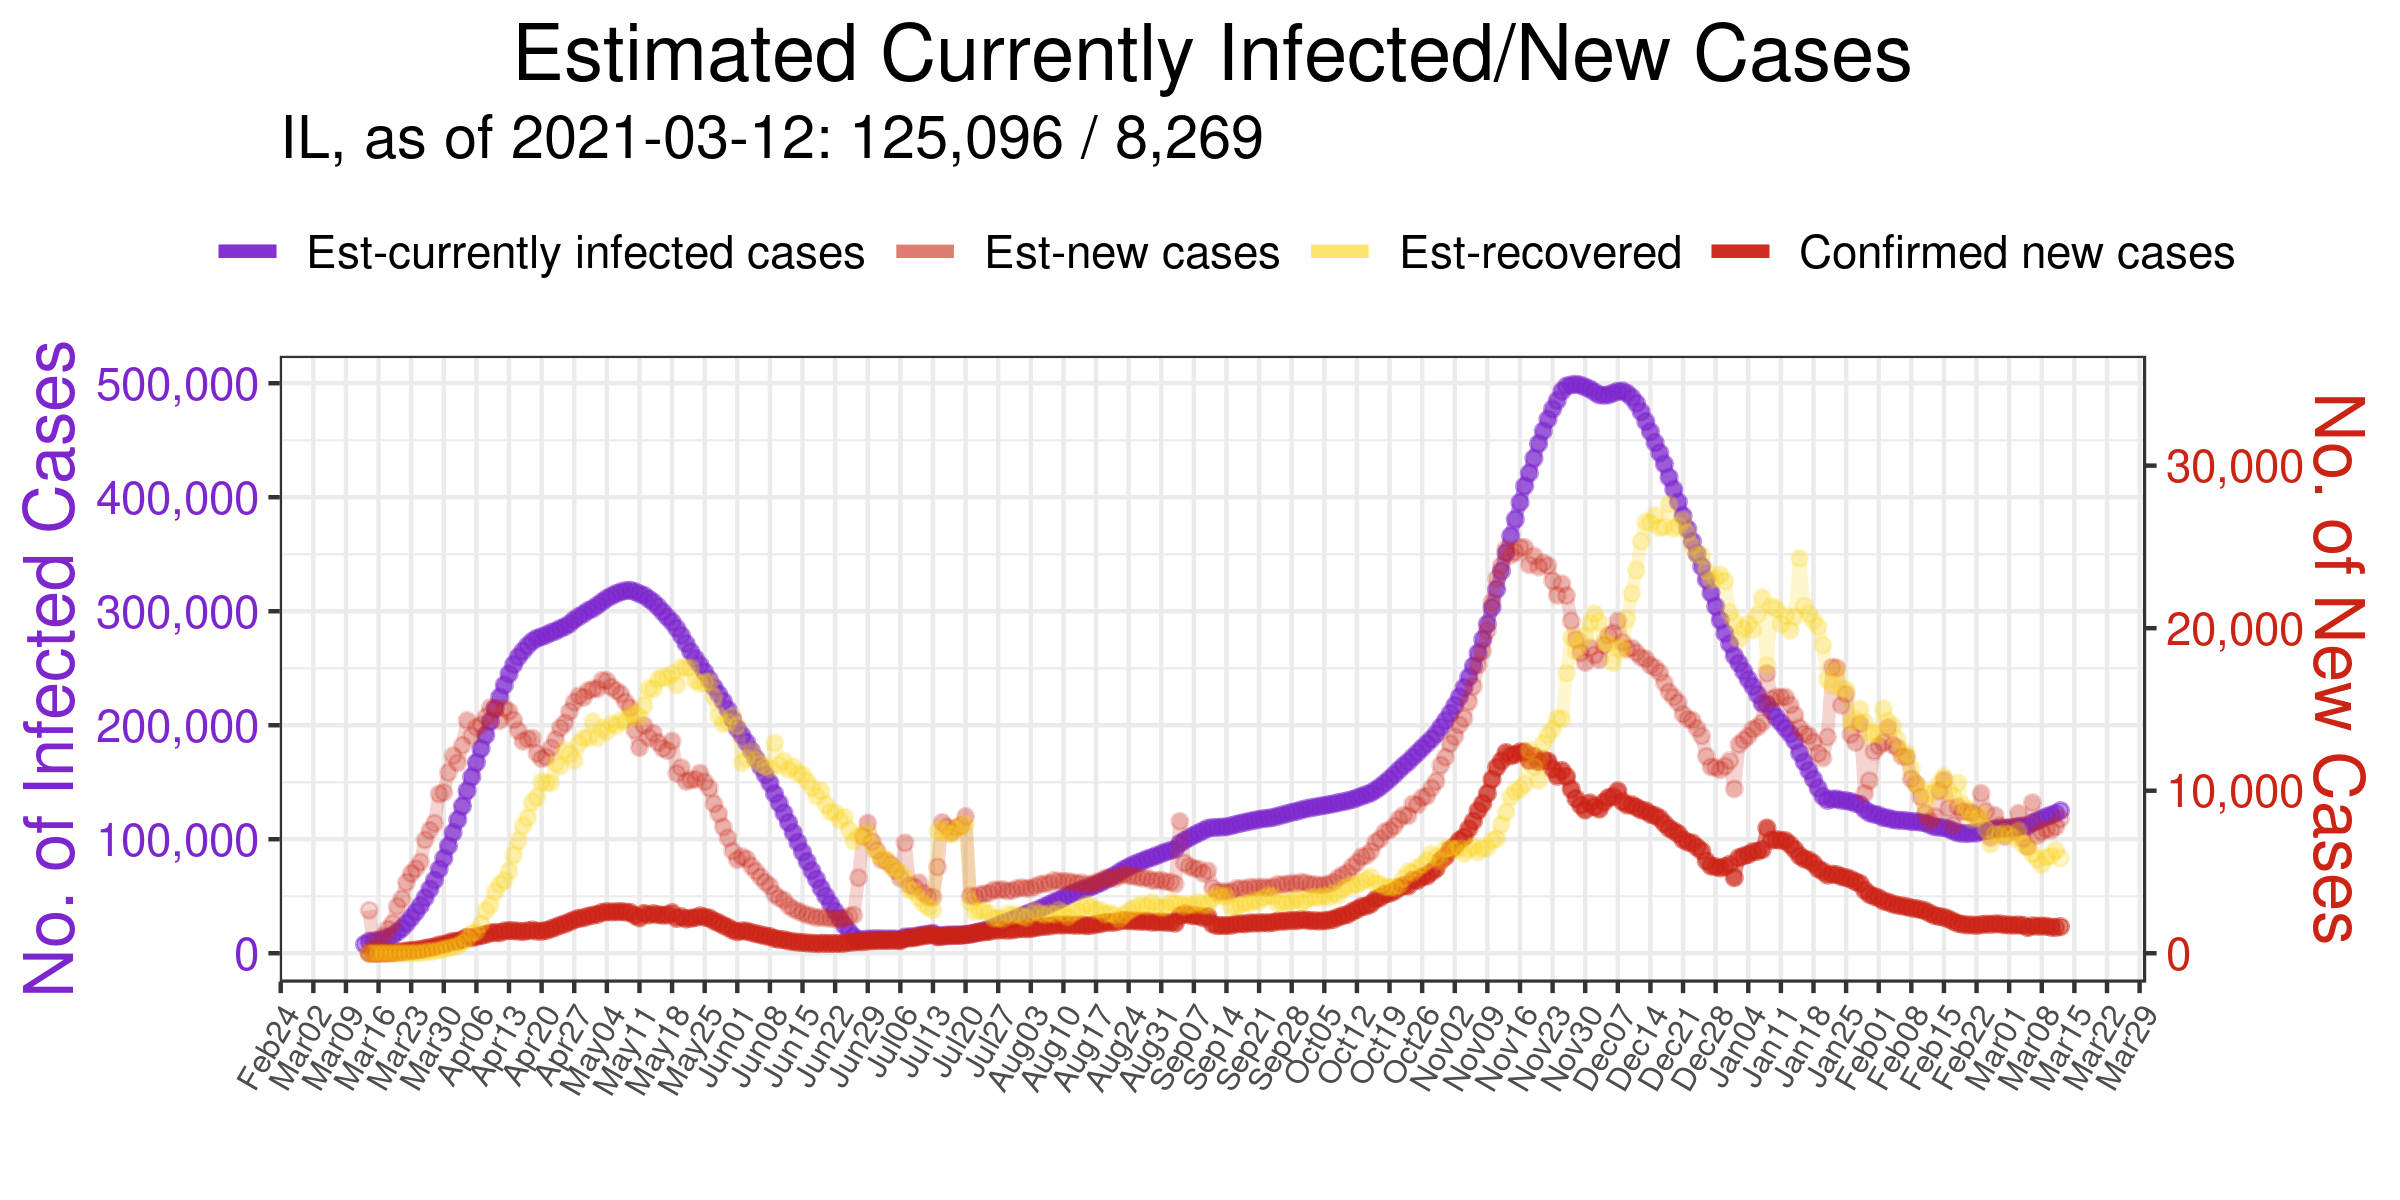 Estimated Currently Infected/New Cases
IL, as of 2021-03-12: 125,096 / 8,269
Est-currently infected cases
Est-new cases
Est-recovered
Confirmed new cases
No. of Infected Cases
500,000
400,000
300,000
200,000
100,000
0
30,000
20,000
10,000
0
No. of New Cases
Feb24
Mar02
Mar09
Mar16
Mar23
Mar30
Apr06
Apr13
Apr20
Apr27
May04
May11
May18
May25
Jun01
Jun08
Jun15
Jun22
Jun29
Jul06
Jul13
Jul20
Jul27
Aug03
Aug10
Aug17
Aug24
Aug31
Sep07
Sep14
Sep21
Sep28
Oct05
Oct12
Oct19
Oct26
Nov02
Nov09
Nov16
Nov23
Nov30
Dec07
Dec14
Dec21
Dec28
Jan04
Jan11
Jan18
Jan25
Feb01
Feb08
Feb15
Feb22
Mar01
Mar08
Mar15
Mar22
Mar29